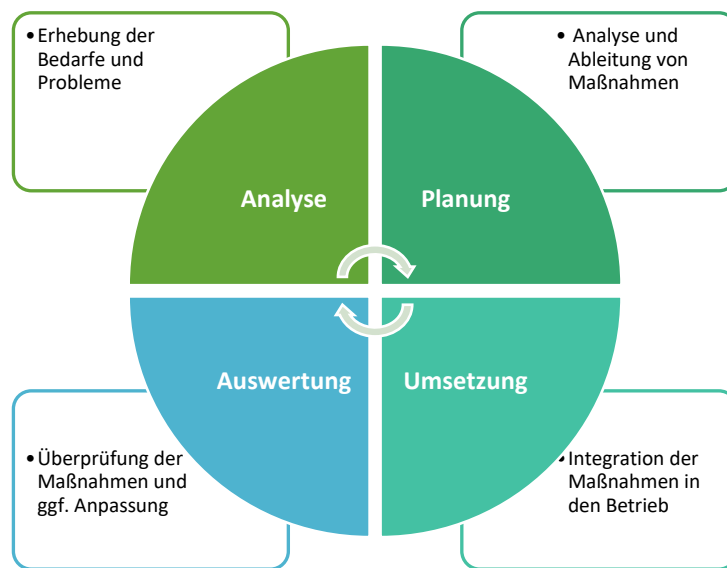 •Erhebung der
Bedarfe und
Probleme
• Analyse und
Ableitung von
Maßnahmen
Analyse
Planung
Auswertung
Umsetzung
•Überprüfung der
Maßnahmen und
ggf. Anpassung
•Integration der
Maßnahmen in
den Betrieb